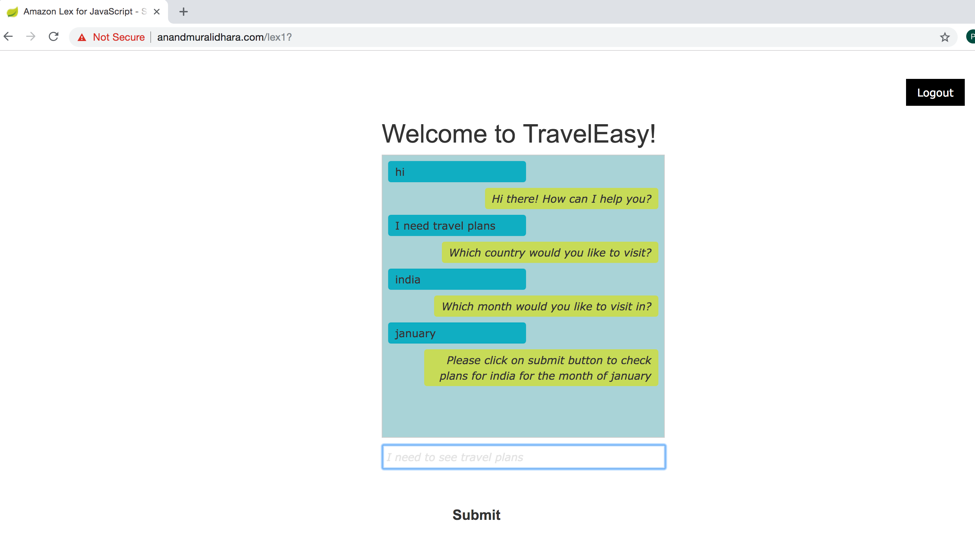 Amazon Lex for JavaScript - S
Not Secure | anandmuralidhara.com/lex1?
P
Logout
Welcome to TravelEasy!
hi
Hi there! How can I help you?
I need travel plans
Which country would you like to visit?
india
Which month would you like to visit in?
january
Please click on submit button to check
plans for india for the month of january
I need to see travel plans
Submit